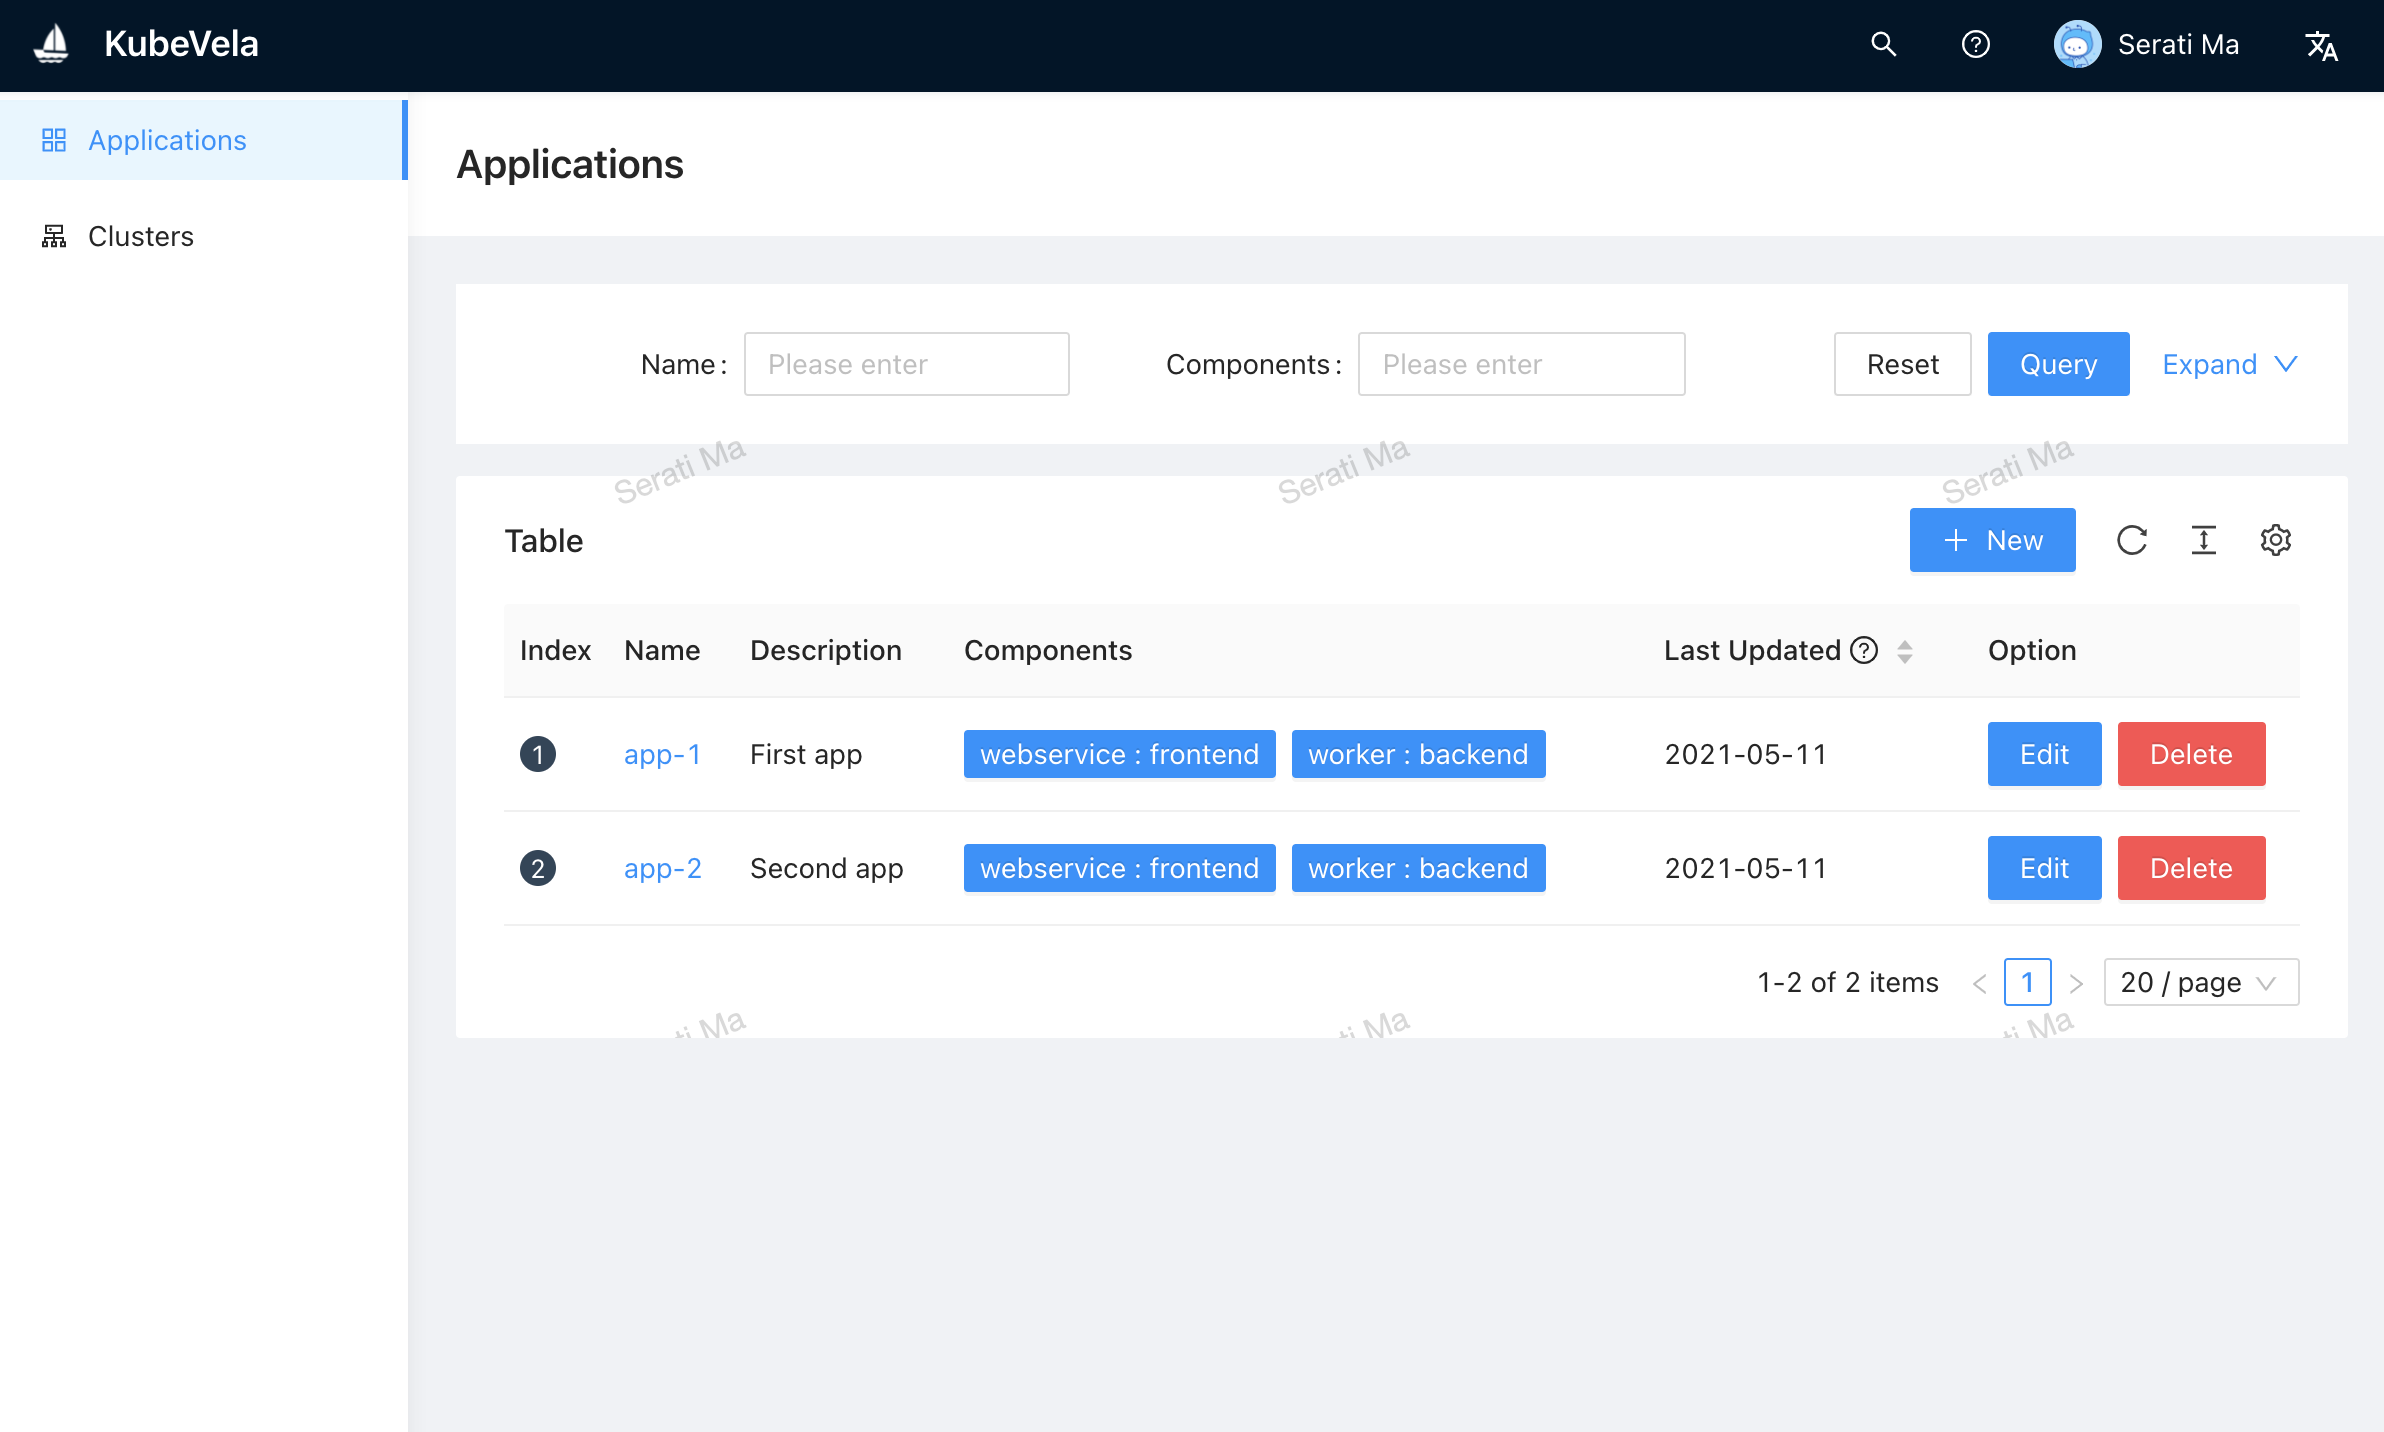 KubeVela
Serati Ma
Applications
Clusters
Applications
Name :
Please enter
Components :
Please enter
Reset
Query
Expand
Serati Ma
Serati Ma
Serati Ma
Table
New
Index Name Description Components Last Updated Option
1 app-1 First app webservice : frontend worker : backend 2021-05-11 Edit Delete
2 app-2 Second app webservice : frontend worker : backend 2021-05-11 Edit Delete
1-2 of 2 items < 1 > 20 / page
ti Ma
ti Ma
ti Ma